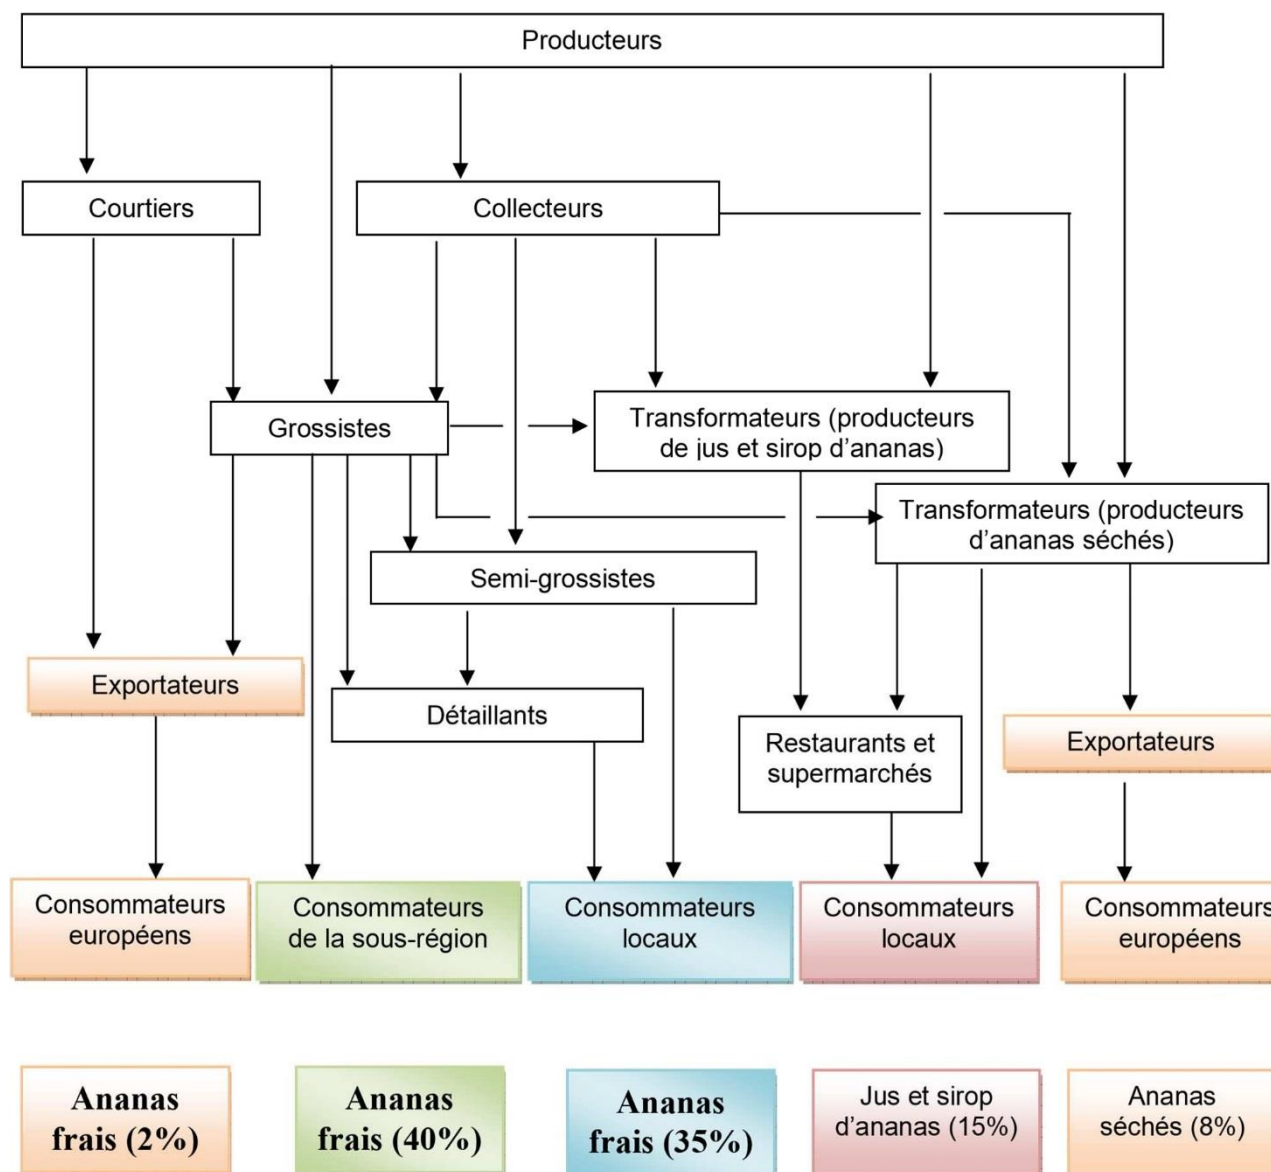 Producteurs
Courtiers
Collecteurs
Grossistes
Transformateurs (producteurs
de jus et sirop d’ananas)
Transformateurs (producteurs
d’ananas séchés)
Semi-grossistes
Exportateurs
Détaillants
Restaurants et
supermarchés
Exportateurs
Consommateurs
européens
Consommateurs
de la sous-région
Consommateurs
locaux
Consommateurs
locaux
Consommateurs
européens
Ananas
frais (2%)
Ananas
frais (40%)
Ananas
frais (35%)
Jus et sirop
d’ananas (15%)
Ananas
séchés (8%)